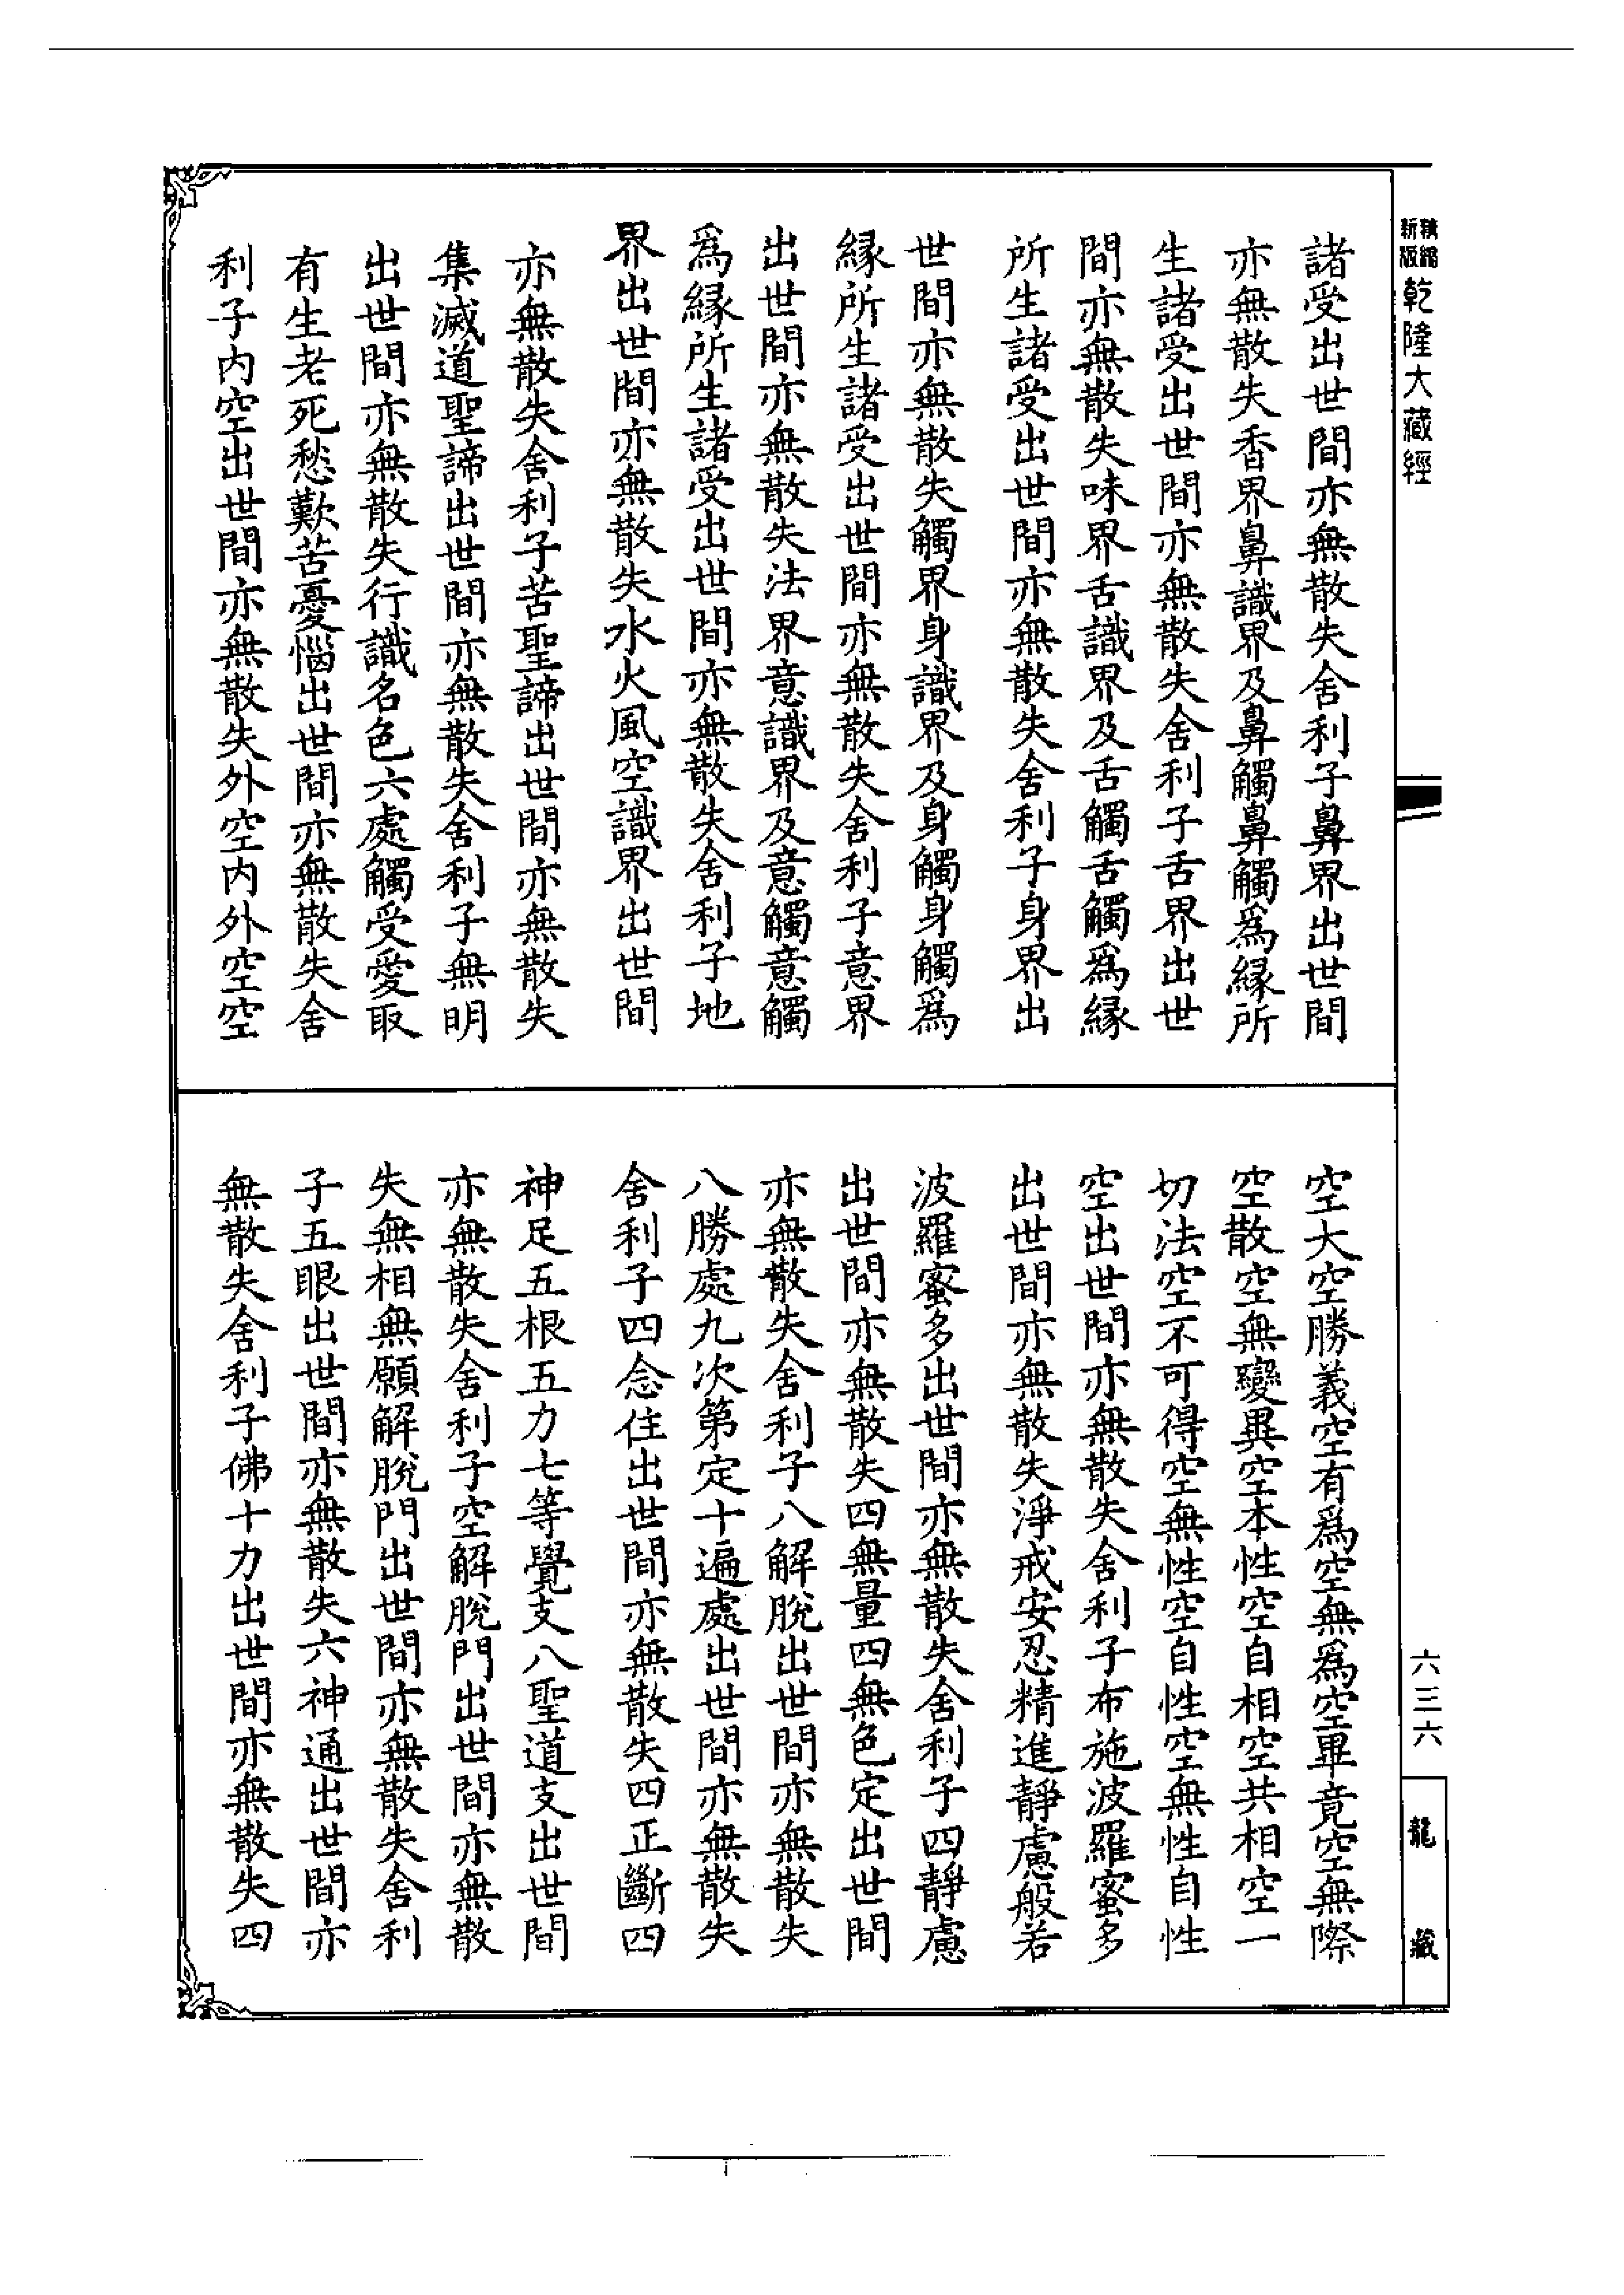 新版精編乾隆大藏經
諸受出世間亦無散失舍利子鼻界出世間
亦無散失香界鼻識界及鼻觸鼻觸爲緣所
生諸受出世間亦無散失舍利子舌界出世
間亦無散失味界舌識界及舌觸舌觸爲緣
所生諸受出世間亦無散失舍利子身界出
世間亦無散失觸界身識界及身觸身觸爲
緣所生諸受出世間亦無散失舍利子意界
出世間亦無散失法界意識界及意觸意觸
爲緣所生諸受出世間亦無散失舍利子地
界出世間亦無散失水火風空識界出世間
亦無散失舍利子苦聖諦出世間亦無散失
集滅道聖諦出世間亦無散失舍利子無明
出世間亦無散失行識名色六處觸受愛取
有生老死愁歎苦憂惱出世間亦無散失舍
利子內空出世間亦無散失外空內外空空
空大空勝義空有爲空無爲空畢竟空無際
空散空無變異空本性空自相空共相空一
切法空不可得空無性空自性空無性自性
空出世間亦無散失舍利子布施波羅蜜多
出世間亦無散失淨戒安忍精進靜慮般若
波羅蜜多出世間亦無散失舍利子四靜慮
出世間亦無散失四無量四無色定出世間
亦無散失舍利子八解脫出世間亦無散失
八勝處九次第定十遍處出世間亦無散失
舍利子四念住出世間亦無散失四正斷四
神足五根五力七等覺支八聖道支出世間
亦無散失舍利子空解脫門出世間亦無散
失無相無願解脫門出世間亦無散失舍利
子五眼出世間亦無散失六神通出世間亦
無散失舍利子佛十力出世間亦無散失四
六三六
龍藏